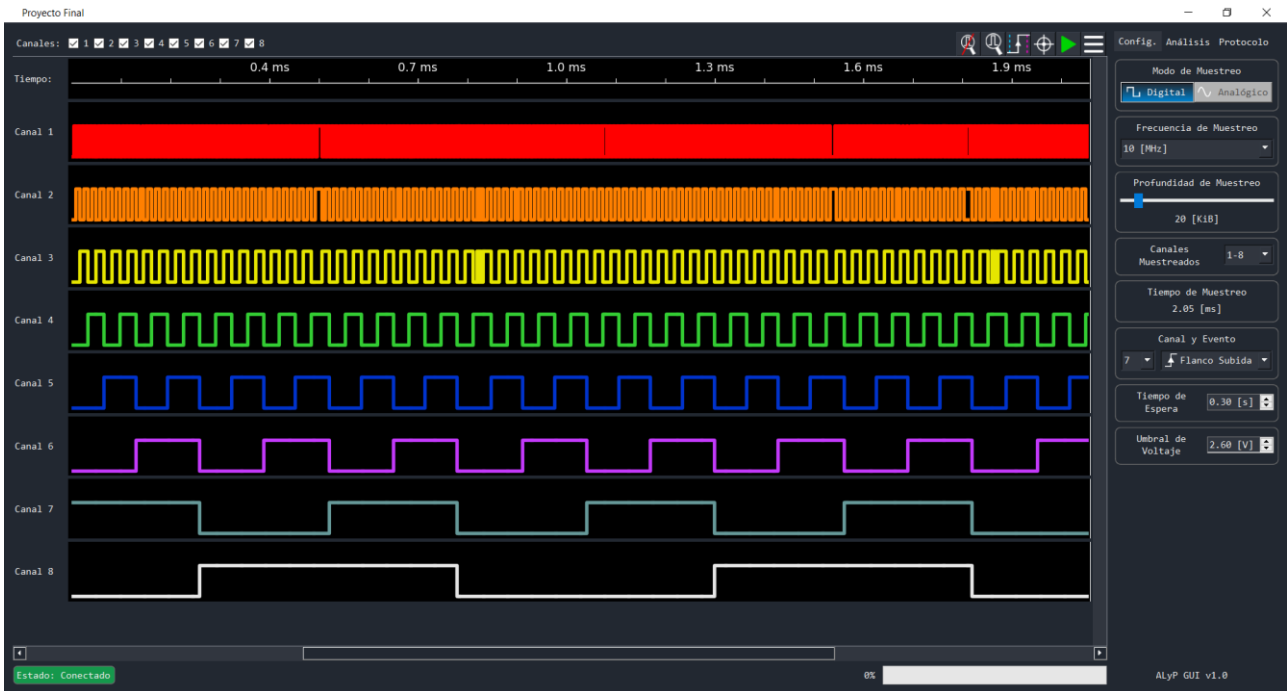 Proyecto Final
Canales: 1 2 3 4 5 6 7 8
Config. Análisis Protocolo
Tiempo: 0.4 ms 0.7 ms 1.0 ms 1.3 ms 1.6 ms 1.9 ms
Canal 1
Canal 2
Canal 3
Canal 4
Canal 5
Canal 6
Canal 7
Canal 8
Modo de Muestreo
Digital Analógico
Frecuencia de Muestreo
10 [MHz]
Profundidad de Muestreo
20 [KiB]
Canales
Muestreados
1-8
Tiempo de Muestreo
2.05 [ms]
Canal y Evento
7 Flanco Subida
Tiempo de
Espera
0.30 [s]
Umbral de
Voltaje
2.60 [V]
Estado: Conectado
0%
ALyP GUI v1.0